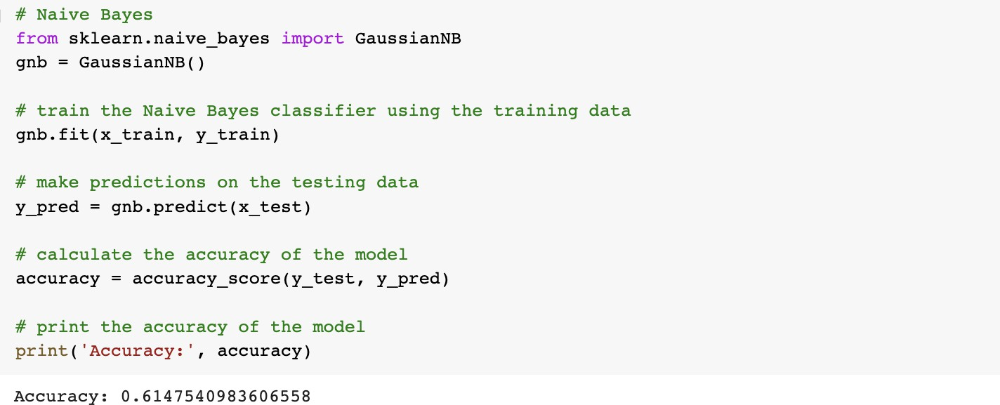 # Naive Bayes
from sklearn.naive_bayes import GaussianNB
gnb = GaussianNB()
# train the Naive Bayes classifier using the training data
gnb.fit(x_train, y_train)
# make predictions on the testing data
y_pred = gnb.predict(x_test)
# calculate the accuracy of the model
accuracy = accuracy_score(y_test, y_pred)
# print the accuracy of the model
print('Accuracy:', accuracy)
Accuracy: 0.6147540983606558